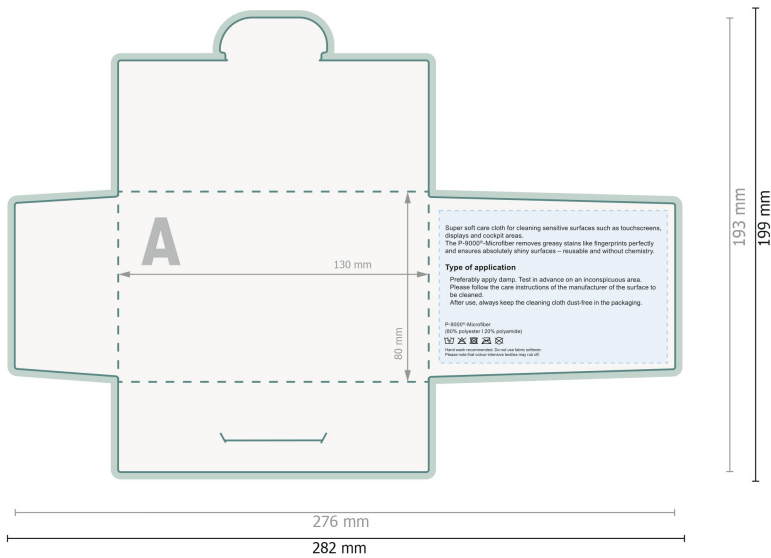 A
130 mm
80 mm
Super soft care cloth for cleaning sensitive surfaces such as touchscreens,
displays and cockpit areas.
The P-9000®-Microfiber removes greasy stains like fingerprints perfectly
and ensures absolutely shiny surfaces – reusable and without chemistry.
Type of application
Preferably apply damp. Test in advance on an inconspicuous area.
Please follow the care instructions of the manufacturer of the surface to
be cleaned.
After use, always keep the cleaning cloth dust-free in the packaging.
P-9000®-Microfiber
(80% polyester I 20% polyamide)
Hand wash recommended. Do not use fabric softener.
Please note that colour-intensive textiles may rub off.
193 mm
199 mm
276 mm
282 mm